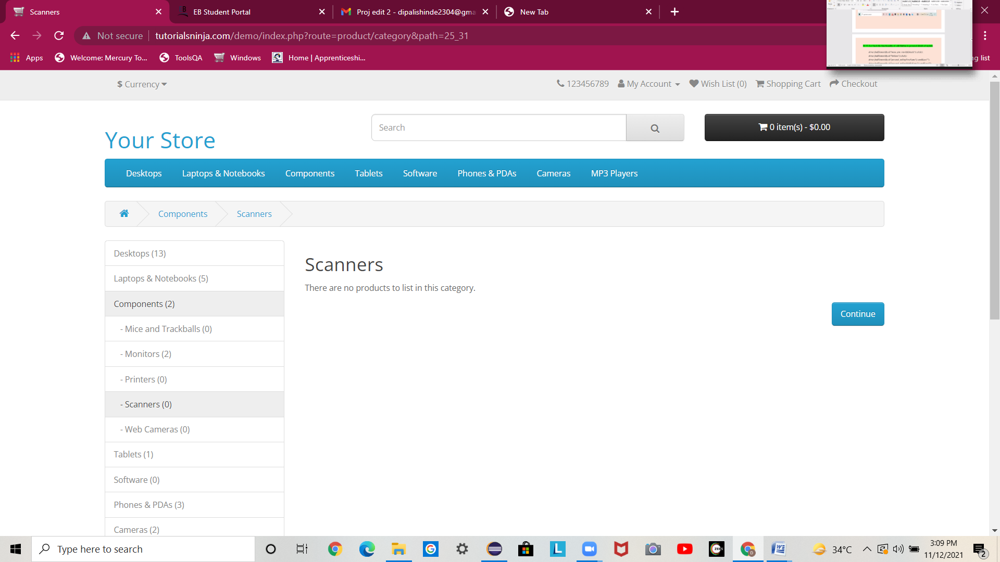 Scanners
EB Student Portal
Proj edit 2 - dipalishinde2304@gma
New Tab
Not secure
tutorialsninja.com/demo/index.php?route=product/category&path=25_31
Apps
Welcome: Mercury To...
ToolsQA
Windows
Home | Apprenticeshi...
g list
$ Currency
123456789
My Account
Wish List (0)
Shopping Cart
Checkout
Your Store
Search
0 item(s) - $0.00
Desktops
Laptops & Notebooks
Components
Tablets
Software
Phones & PDAs
Cameras
MP3 Players
Components
Scanners
Desktops (13)
Laptops & Notebooks (5)
Components (2)
- Mice and Trackballs (0)
- Monitors (2)
- Printers (0)
- Scanners (0)
- Web Cameras (0)
Tablets (1)
Software (0)
Phones & PDAs (3)
Cameras (2)
Scanners
There are no products to list in this category.
Continue
Type here to search
34°C
3:09 PM
11/12/2021
2